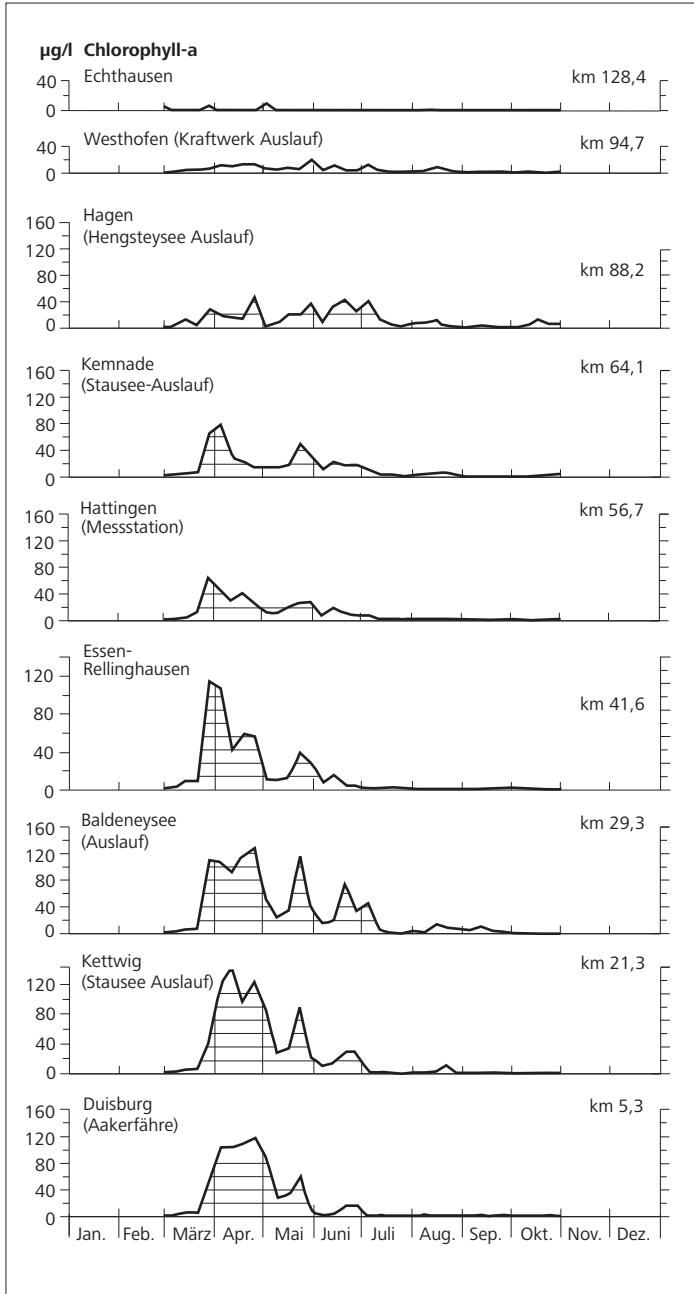 µg/l Chlorophyll-a
Echthausen
km 128,4
40
0
Westhofen (Kraftwerk Auslauf)
km 94,7
40
0
Hagen
(Hengsteysee Auslauf)
km 88,2
160
120
80
40
0
Kemnade
(Stausee-Auslauf)
km 64,1
160
120
80
40
0
Hattingen
(Messstation)
km 56,7
160
120
80
40
0
Essen-
Rellinghausen
km 41,6
120
80
40
0
Baldeneysee
(Auslauf)
km 29,3
160
120
80
40
0
Kettwig
(Stausee Auslauf)
km 21,3
120
80
40
0
Duisburg
(Aakerfähre)
km 5,3
160
120
80
40
0
Jan. Feb. März Apr. Mai Juni Juli Aug. Sep. Okt. Nov. Dez.